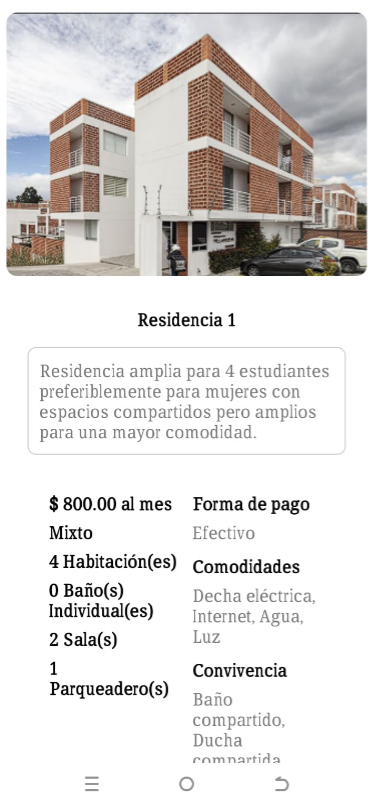 Residencia 1
Residencia amplia para 4 estudiantes
preferiblemente para mujeres con
espacios compartidos pero amplios
para una mayor comodidad.
$ 800.00 al mes
Mixto
4 Habitación(es)
0 Baño(s)
Individual(es)
2 Sala(s)
1
Parqueadero(s)
Forma de pago
Efectivo
Comodidades
Decha eléctrica,
Internet, Agua,
Luz
Convivencia
Baño
compartido,
Ducha
compartida